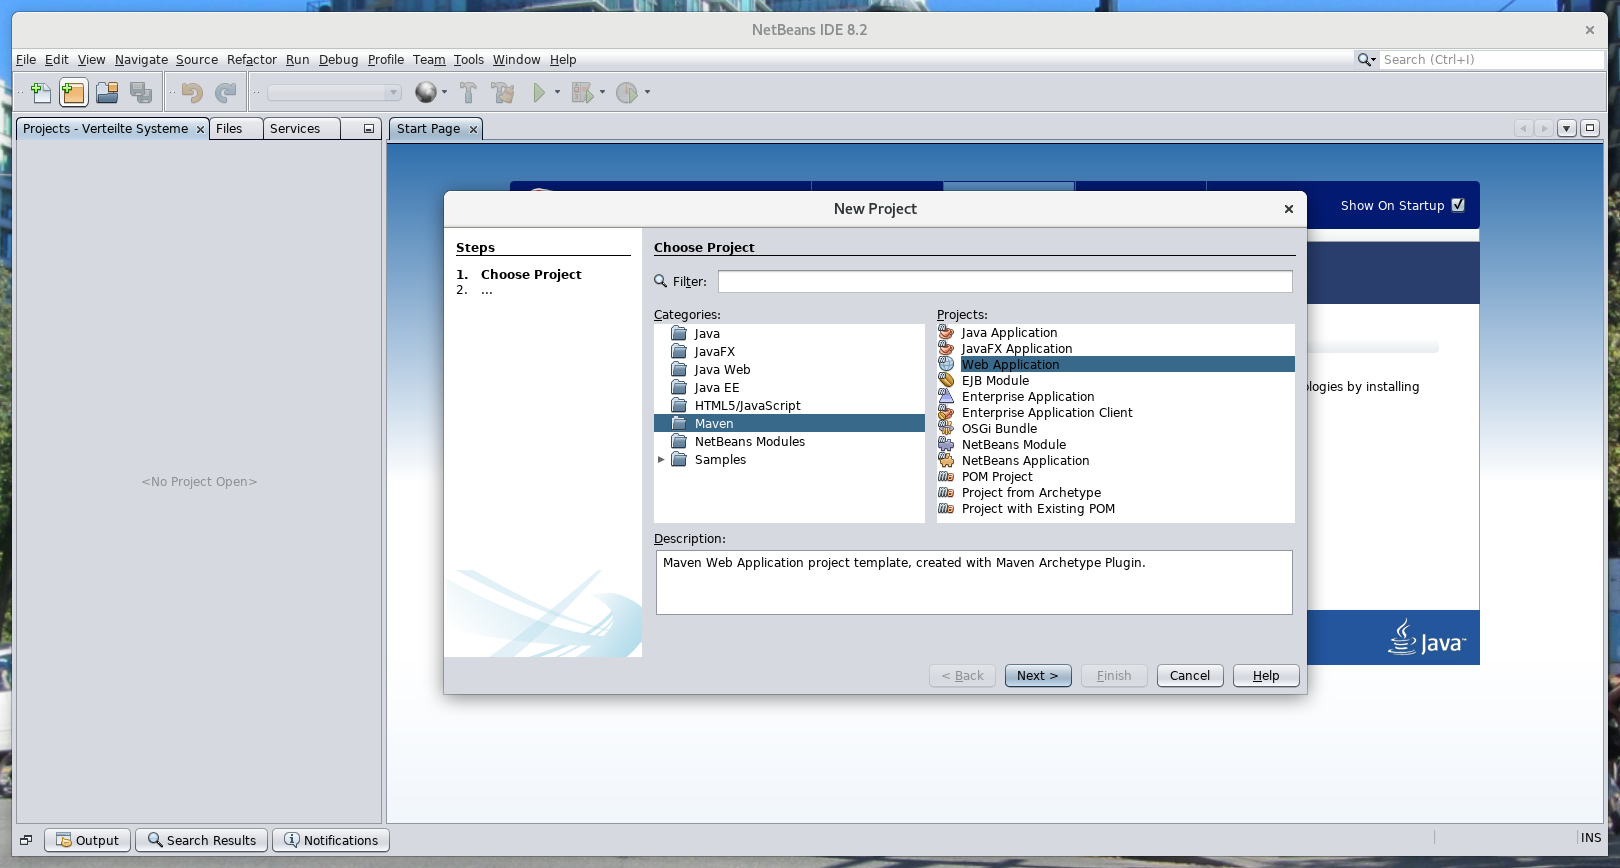 NetBeans IDE 8.2
File Edit View Navigate Source Refactor Run Debug Profile Team Tools Window Help
Search (Ctrl+I)
Projects - Verteilte Systeme
Files
Services
Start Page
<No Project Open>
Show On Startup
ologies by installing
Java
New Project
Steps
1. Choose Project
2. ...
Choose Project
Filter:
Categories:
Java
JavaFX
Java Web
Java EE
HTML5/JavaScript
Maven
NetBeans Modules
Samples
Projects:
Java Application
JavaFX Application
Web Application
EJB Module
Enterprise Application
Enterprise Application Client
OSGi Bundle
NetBeans Module
NetBeans Application
POM Project
Project from Archetype
Project with Existing POM
Description:
Maven Web Application project template, created with Maven Archetype Plugin.
< Back
Next >
Finish
Cancel
Help
Output
Search Results
Notifications
INS